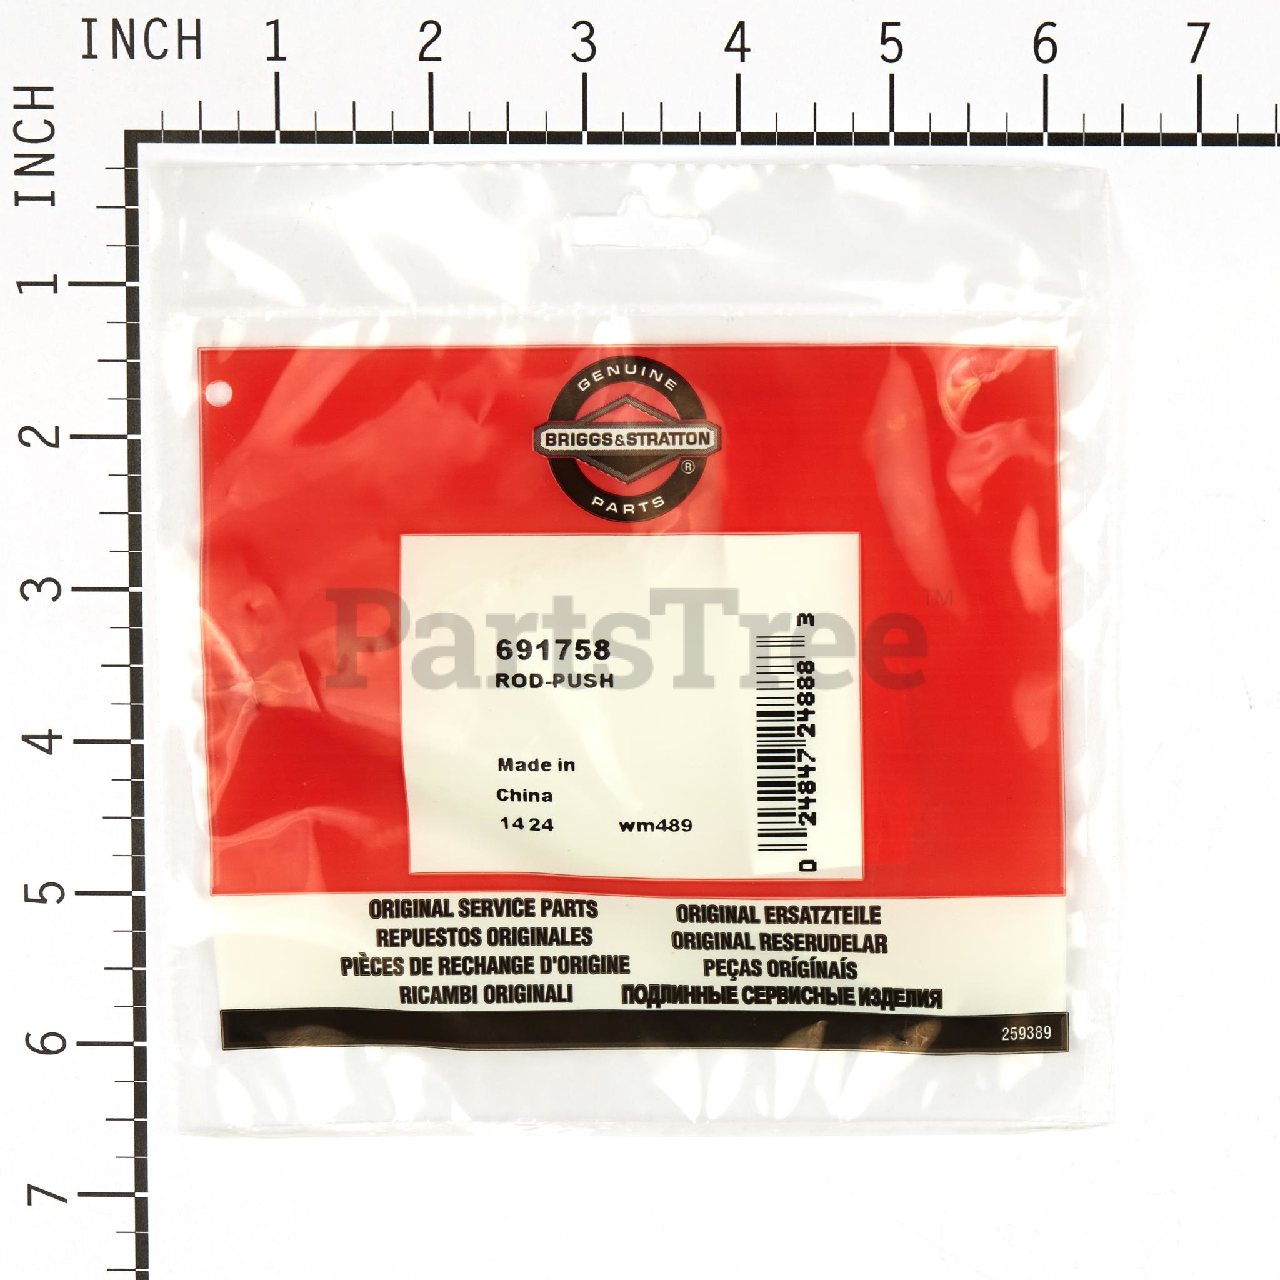 INCH 1 2 3 4 5 6 7
INCH
1
2
3
4
5
6
7
GENUINE
BRIGGS&STRATTON
®
PARTS
PartsTree™
691758
ROD-PUSH
Made in
China
14 24 wm489
0 24847 24888 3
ORIGINAL SERVICE PARTS
REPUESTOS ORIGINALES
PIÈCES DE RECHANGE D'ORIGINE
RICAMBI ORIGINALI
ORIGINAL ERSATZTEILE
ORIGINAL RESERUDELAR
PEÇAS ORÍGÍNAÍS
ПОДЛИННЫЕ СЕРВИСНЫЕ ИЗДЕЛИЯ
259389